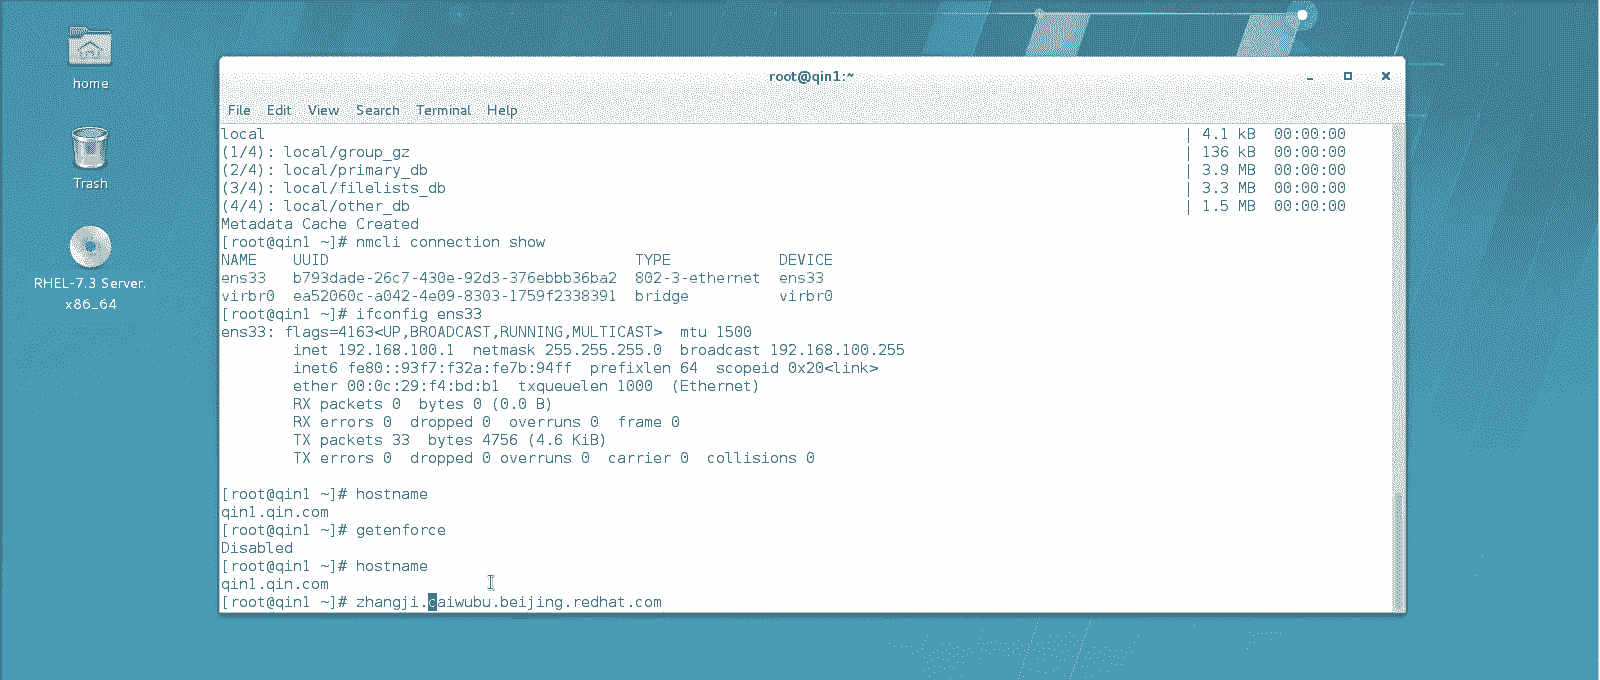 home
Trash
RHEL-7.3 Server.
x86_64
root@qin1:~
File Edit View Search Terminal Help
local | 4.1 kB 00:00:00
(1/4): local/group_gz | 136 kB 00:00:00
(2/4): local/primary_db | 3.9 MB 00:00:00
(3/4): local/filelists_db | 3.3 MB 00:00:00
(4/4): local/other_db | 1.5 MB 00:00:00
Metadata Cache Created
[root@qin1 ~]# nmcli connection show
NAME UUID TYPE DEVICE
ens33 b793dade-26c7-430e-92d3-376ebbb36ba2 802-3-ethernet ens33
virbr0 ea52060c-a042-4e09-8303-1759f2338391 bridge virbr0
[root@qin1 ~]# ifconfig ens33
ens33: flags=4163<UP,BROADCAST,RUNNING,MULTICAST> mtu 1500
inet 192.168.100.1 netmask 255.255.255.0 broadcast 192.168.100.255
inet6 fe80::93f7:f32a:fe7b:94ff prefixlen 64 scopeid 0x20<link>
ether 00:0c:29:f4:bd:b1 txqueuelen 1000 (Ethernet)
RX packets 0 bytes 0 (0.0 B)
RX errors 0 dropped 0 overruns 0 frame 0
TX packets 33 bytes 4756 (4.6 KiB)
TX errors 0 dropped 0 overruns 0 carrier 0 collisions 0
[root@qin1 ~]# hostname
qin1.qin.com
[root@qin1 ~]# getenforce
Disabled
[root@qin1 ~]# hostname
qin1.qin.com
[root@qin1 ~]# zhangji.caiwubu.beijing.redhat.com